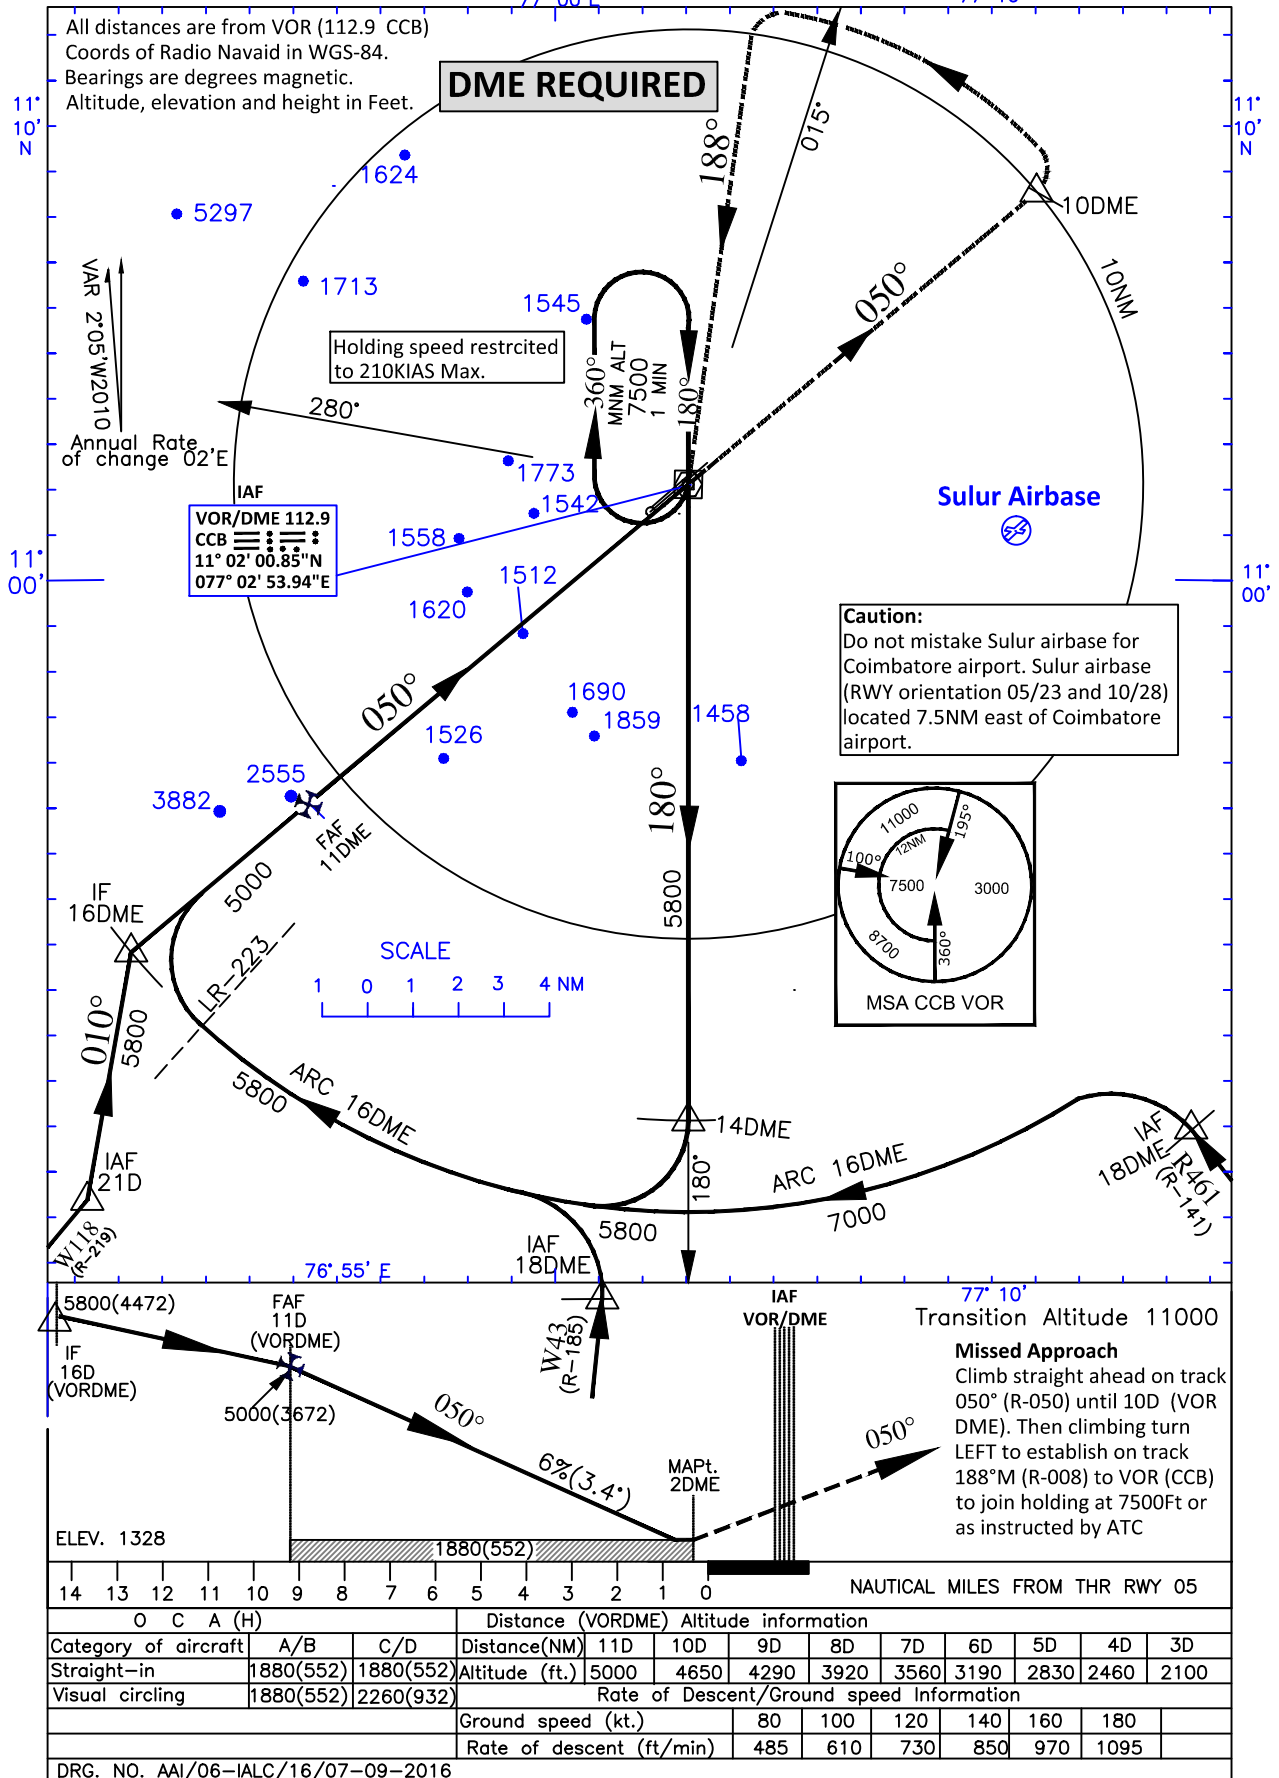 77° 00' E
77° 10'
All distances are from VOR (112.9 CCB)
Coords of Radio Navaid in WGS-84.
Bearings are degrees magnetic.
Altitude, elevation and height in Feet.
DME REQUIRED
11°
10'
N
11°
10'
N
1624
5297
1713
188°
015°
10DME
10NM
050°
VAR 2°05'W2010
Annual Rate
of change 02'E
1545
Holding speed restrcited
to 210KIAS Max.
360°
MNM ALT
7500
1 MIN
180°
280°
1773
1542
1558
IAF
VOR/DME 112.9
CCB
11° 02' 00.85"N
077° 02' 53.94"E
Sulur Airbase
11°
00'
11°
00'
1512
1620
Caution:
Do not mistake Sulur airbase for
Coimbatore airport. Sulur airbase
(RWY orientation 05/23 and 10/28)
located 7.5NM east of Coimbatore
airport.
050°
1690
1859
1458
1526
2555
3882
FAF
11DME
180°
5800
5000
IF
16DME
11000
12NM
195°
100°
7500
3000
8700
360°
MSA CCB VOR
LR-223
SCALE
1 0 1 2 3 4 NM
010°
5800
ARC 16DME
5800
14DME
180°
ARC 16DME
7000
5800
IAF
18DME
R461
(R-141)
IAF
21D
W118
(R-219)
IAF
18DME
W43
(R-185)
76°55' E
77°10'
5800(4472)
IF
16D
(VORDME)
FAF
11D
(VORDME)
5000(3672)
050°
6%(3.4°)
MAPt.
2DME
IAF
VOR/DME
050°
Transition Altitude 11000
Missed Approach
Climb straight ahead on track
050° (R-050) until 10D (VOR
DME). Then climbing turn
LEFT to establish on track
188°M (R-008) to VOR (CCB)
to join holding at 7500Ft or
as instructed by ATC
ELEV. 1328
1880(552)
14 13 12 11 10 9 8 7 6 5 4 3 2 1 0 NAUTICAL MILES FROM THR RWY 05
O C A (H) Distance (VORDME) Altitude information
Category of aircraft A/B C/D Distance(NM) 11D 10D 9D 8D 7D 6D 5D 4D 3D
Straight-in 1880(552) 1880(552) Altitude (ft.) 5000 4650 4290 3920 3560 3190 2830 2460 2100
Visual circling 1880(552) 2260(932) Rate of Descent/Ground speed Information
Ground speed (kt.) 80 100 120 140 160 180
Rate of descent (ft/min) 485 610 730 850 970 1095
DRG. NO. AAI/06-IALC/16/07-09-2016